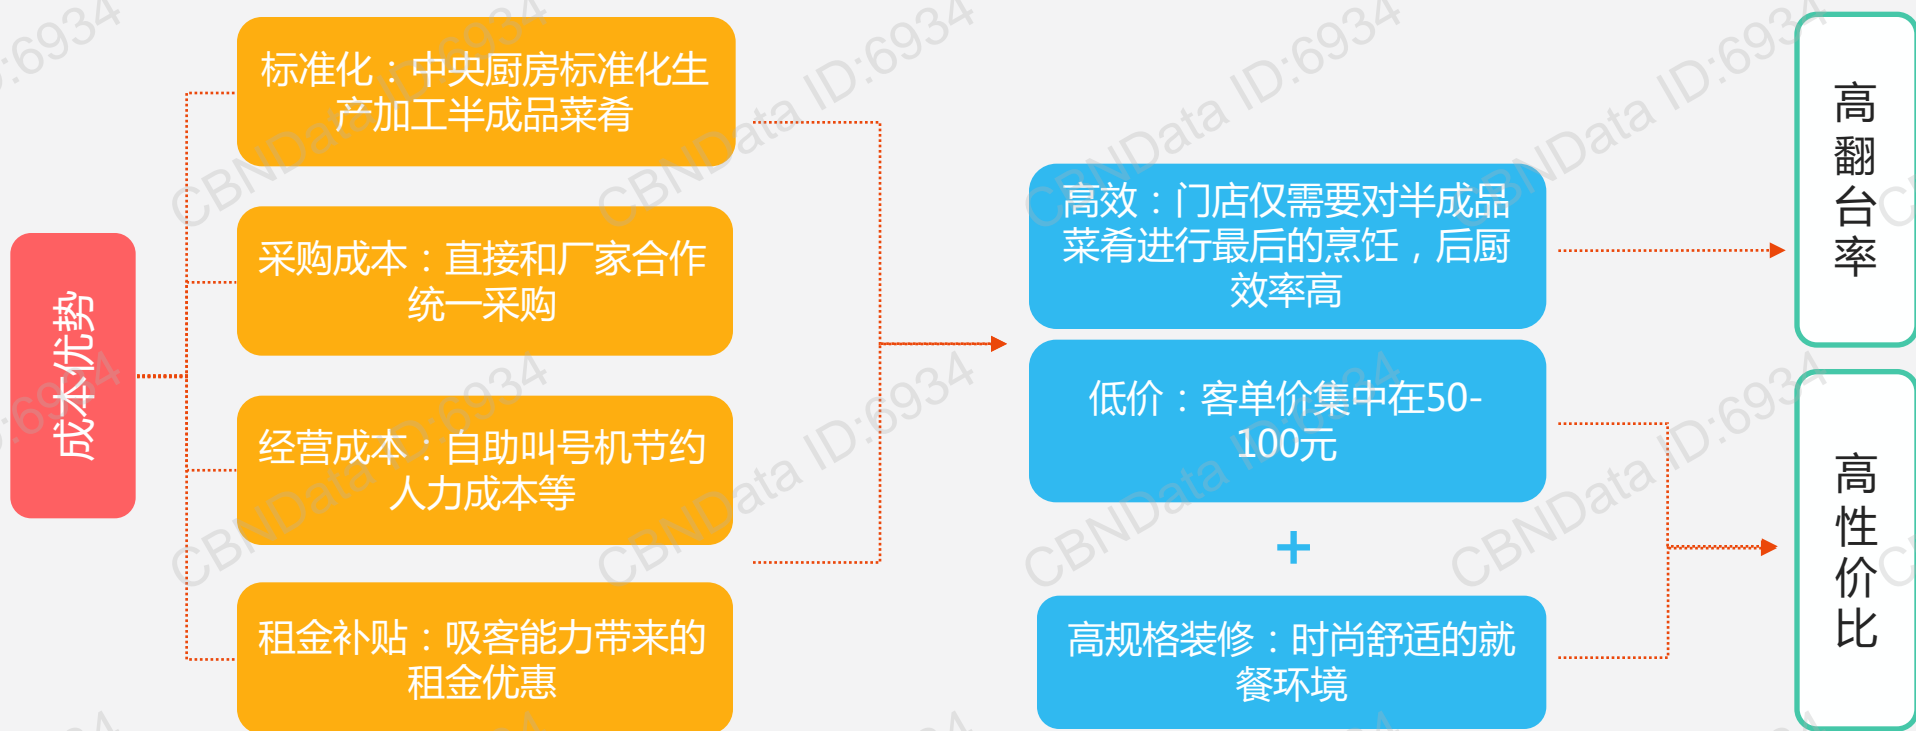 成本优势
标准化：中央厨房标准化生
产加工半成品菜肴
采购成本：直接和厂家合作
统一采购
经营成本：自助叫号机节约
人力成本等
租金补贴：吸客能力带来的
租金优惠
高效：门店仅需要对半成品
菜肴进行最后的烹饪，后厨
效率高
低价：客单价集中在50-
100元
+
高规格装修：时尚舒适的就
餐环境
高翻台率
高性价比
CBNData ID:6934